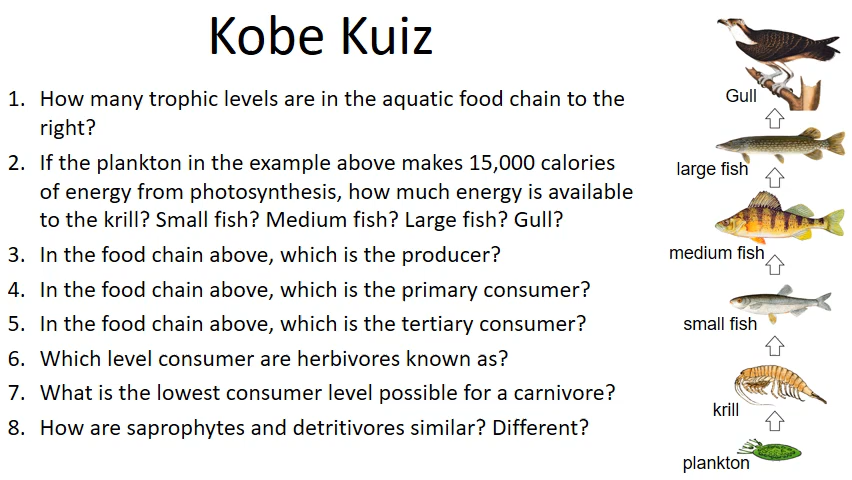 Kobe Kuiz
1. How many trophic levels are in the aquatic food chain to the
right?
2. If the plankton in the example above makes 15,000 calories
of energy from photosynthesis, how much energy is available
to the krill? Small fish? Medium fish? Large fish? Gull?
3. In the food chain above, which is the producer?
4. In the food chain above, which is the primary consumer?
5. In the food chain above, which is the tertiary consumer?
6. Which level consumer are herbivores known as?
7. What is the lowest consumer level possible for a carnivore?
8. How are saprophytes and detritivores similar? Different?
Gull
large fish
medium fish
small fish
krill
plankton